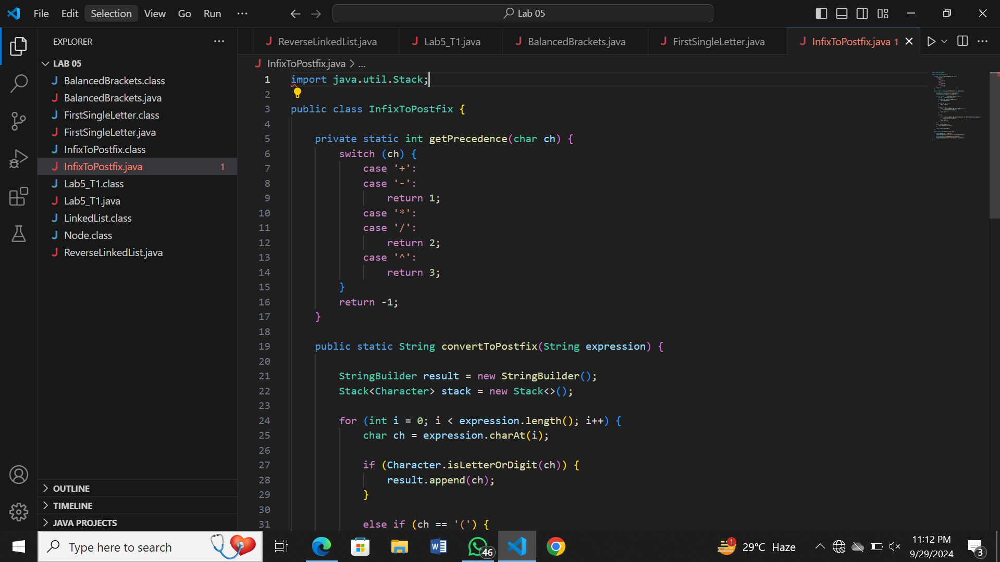 File Edit Selection View Go Run ...
Lab 05
EXPLORER
ReverseLinkedList.java
Lab5_T1.java
BalancedBrackets.java
FirstSingleLetter.java
InfixToPostfix.java 1
LAB 05
BalancedBrackets.class
BalancedBrackets.java
FirstSingleLetter.class
FirstSingleLetter.java
InfixToPostfix.class
InfixToPostfix.java 1
Lab5_T1.class
Lab5_T1.java
LinkedList.class
Node.class
ReverseLinkedList.java
OUTLINE
TIMELINE
JAVA PROJECTS
InfixToPostfix.java > ...
1 import java.util.Stack;
2
3 public class InfixToPostfix {
4
5 private static int getPrecedence(char ch) {
6 switch (ch) {
7 case '+':
8 case '-':
9 return 1;
10 case '*':
11 case '/':
12 return 2;
13 case '^':
14 return 3;
15 }
16 return -1;
17 }
18
19 public static String convertToPostfix(String expression) {
20
21 StringBuilder result = new StringBuilder();
22 Stack<Character> stack = new Stack<>();
23
24 for (int i = 0; i < expression.length(); i++) {
25 char ch = expression.charAt(i);
26
27 if (Character.isLetterOrDigit(ch)) {
28 result.append(ch);
29 }
30
31 else if (ch == '(') {
Type here to search
46
1
29°C Haze
11:12 PM
9/29/2024
3